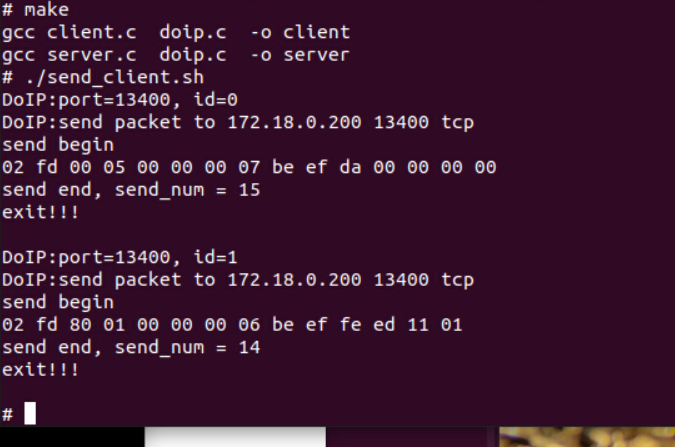 # make
gcc client.c  doip.c  -o client
gcc server.c  doip.c  -o server
# ./send_client.sh
DoIP:port=13400, id=0
DoIP:send packet to 172.18.0.200 13400 tcp
send begin
02 fd 00 05 00 00 00 07 be ef da 00 00 00 00
send end, send_num = 15
exit!!!
DoIP:port=13400, id=1
DoIP:send packet to 172.18.0.200 13400 tcp
send begin
02 fd 80 01 00 00 00 06 be ef fe ed 11 01
send end, send_num = 14
exit!!!
#